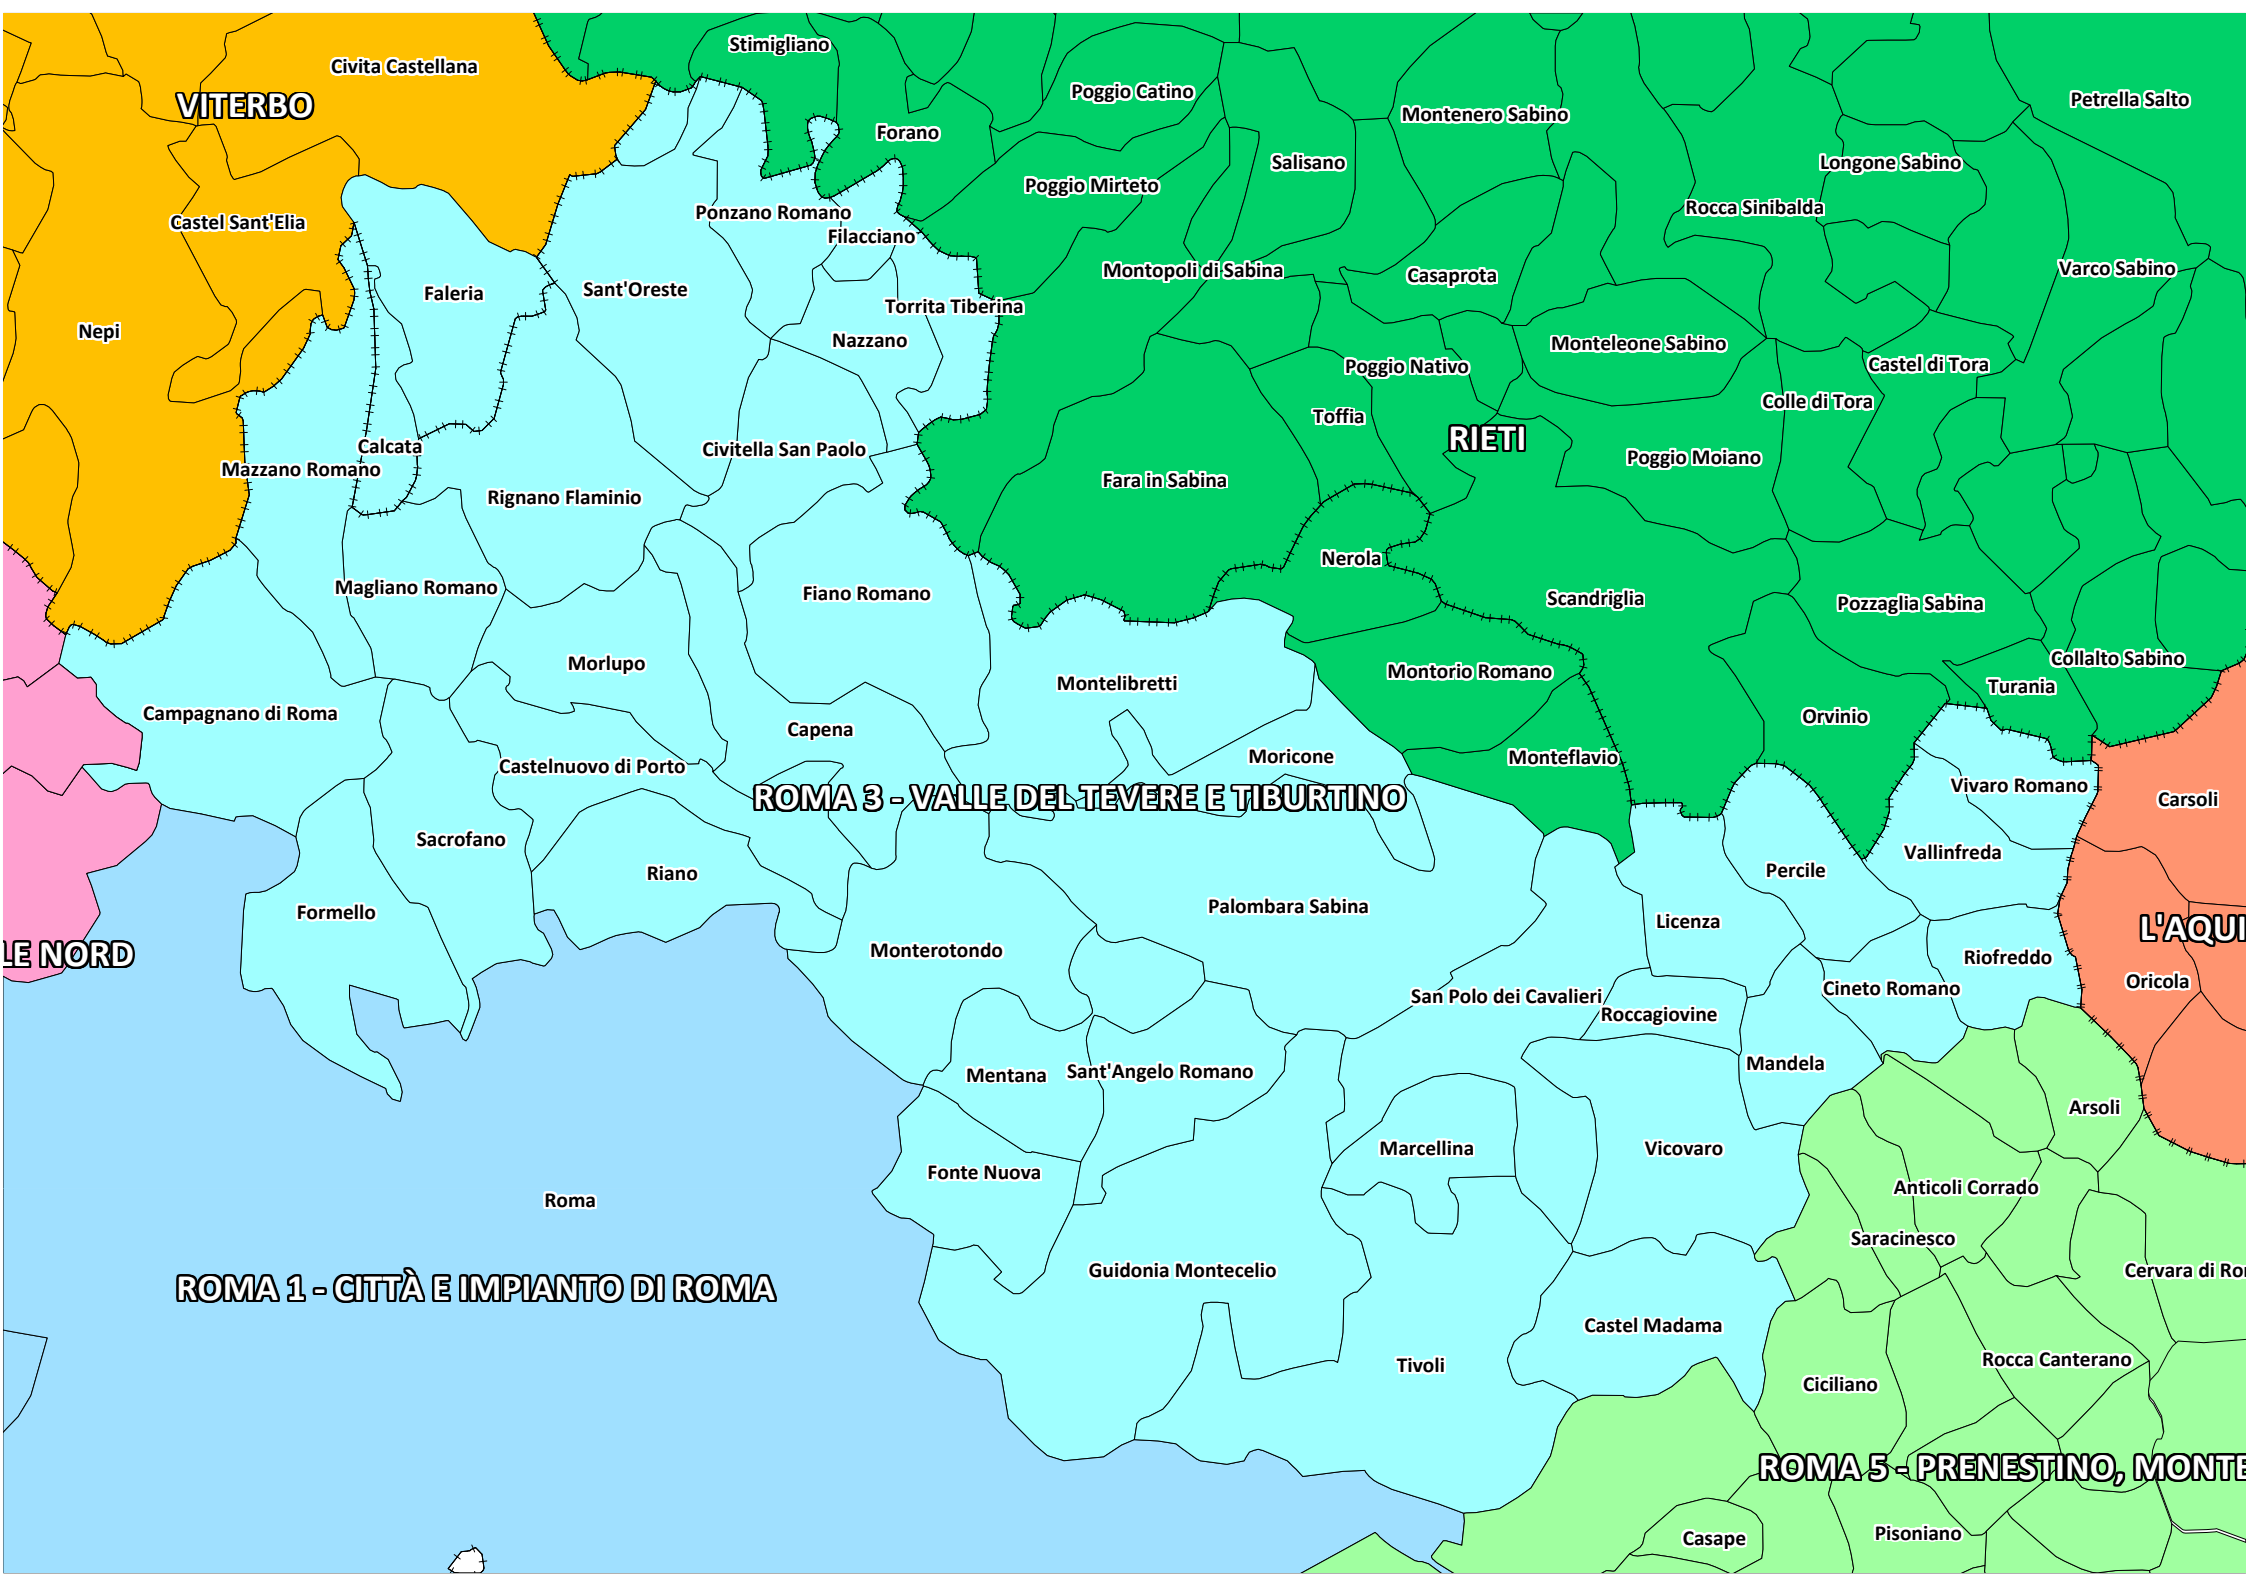 Stimigliano
Civita Castellana
Poggio Catino
Petrella Salto
VITERBO
Montenero Sabino
Forano
Salisano
Longone Sabino
Poggio Mirteto
Rocca Sinibalda
Ponzano Romano
Castel Sant'Elia
Filacciano
Montopoli di Sabina
Varco Sabino
Casaprota
Faleria
Sant'Oreste
Torrita Tiberina
Nepi
Nazzano
Monteleone Sabino
Poggio Nativo
Castel di Tora
Colle di Tora
Toffia
RIETI
Calcata
Civitella San Paolo
Poggio Moiano
Mazzano Romano
Fara in Sabina
Rignano Flaminio
Nerola
Magliano Romano
Fiano Romano
Scandriglia
Pozzaglia Sabina
Morlupo
Collalto Sabino
Montorio Romano
Montelibretti
Turania
Campagnano di Roma
Orvinio
Capena
Moricone
Monteflavio
Castelnuovo di Porto
Vivaro Romano
ROMA 3 - VALLE DEL TEVERE E TIBURTINO
Carsoli
Sacrofano
Vallinfreda
Riano
Percile
Palombara Sabina
Formello
Licenza
L'AQUI
LE NORD
Monterotondo
Riofreddo
Oricola
Cineto Romano
San Polo dei Cavalieri
Roccagiovine
Mandela
Sant'Angelo Romano
Mentana
Arsoli
Marcellina
Vicovaro
Fonte Nuova
Anticoli Corrado
Roma
Saracinesco
Guidonia Montecelio
Cervara di Ro
ROMA 1 - CITTÀ E IMPIANTO DI ROMA
Castel Madama
Rocca Canterano
Tivoli
Ciciliano
ROMA 5 - PRENESTINO, MONTE
Pisoniano
Casape